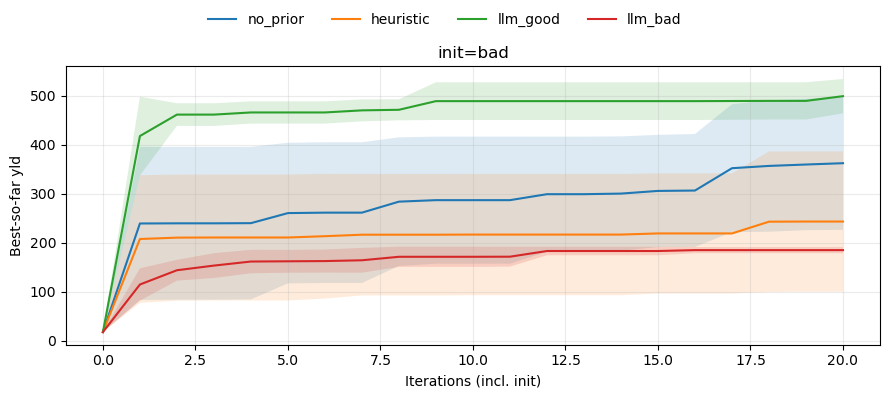 no_prior heuristic llm_good llm_bad
init=bad
Best-so-far yld
500
400
300
200
100
0
0.0 2.5 5.0 7.5 10.0 12.5 15.0 17.5 20.0
Iterations (incl. init)